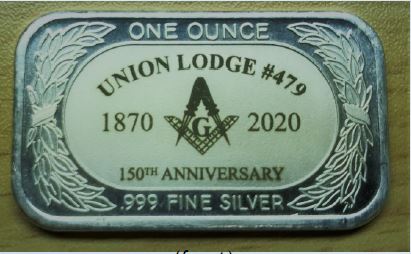 ONE OUNCE
UNION LODGE #479
1870 G 2020
150TH ANNIVERSARY
.999 FINE SILVER